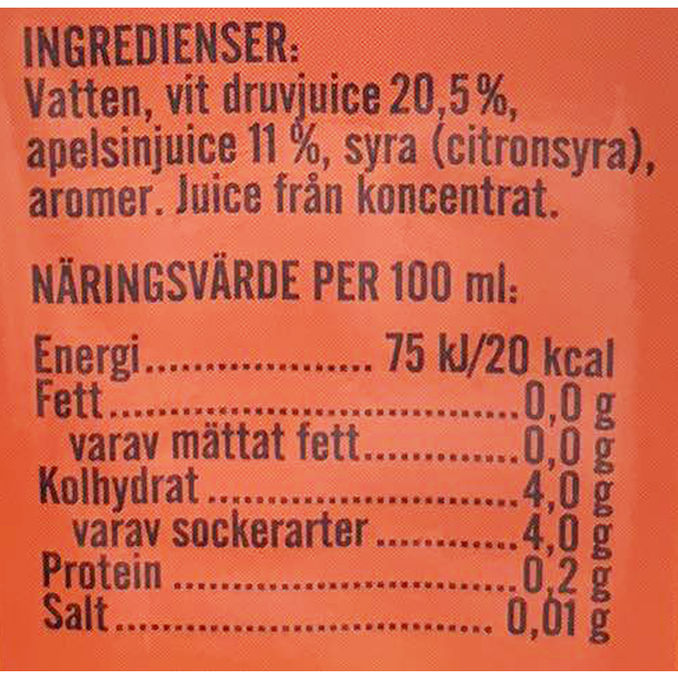 INGREDIENSER:
Vatten, vit druvjuice 20,5%,
apelsinjuice 11 %, syra (citronsyra),
aromer. Juice från koncentrat.
NÄRINGSVÄRDE PER 100 ml:
Energi.................. 75 kJ/20 kcal
Fett...................................0,0 g
varav mättat fett.............0,0 g
Kolhydrat...........................4,0 g
varav sockerarter............4,0 g
Protein..............................0,2 g
Salt................................. 0,01 g